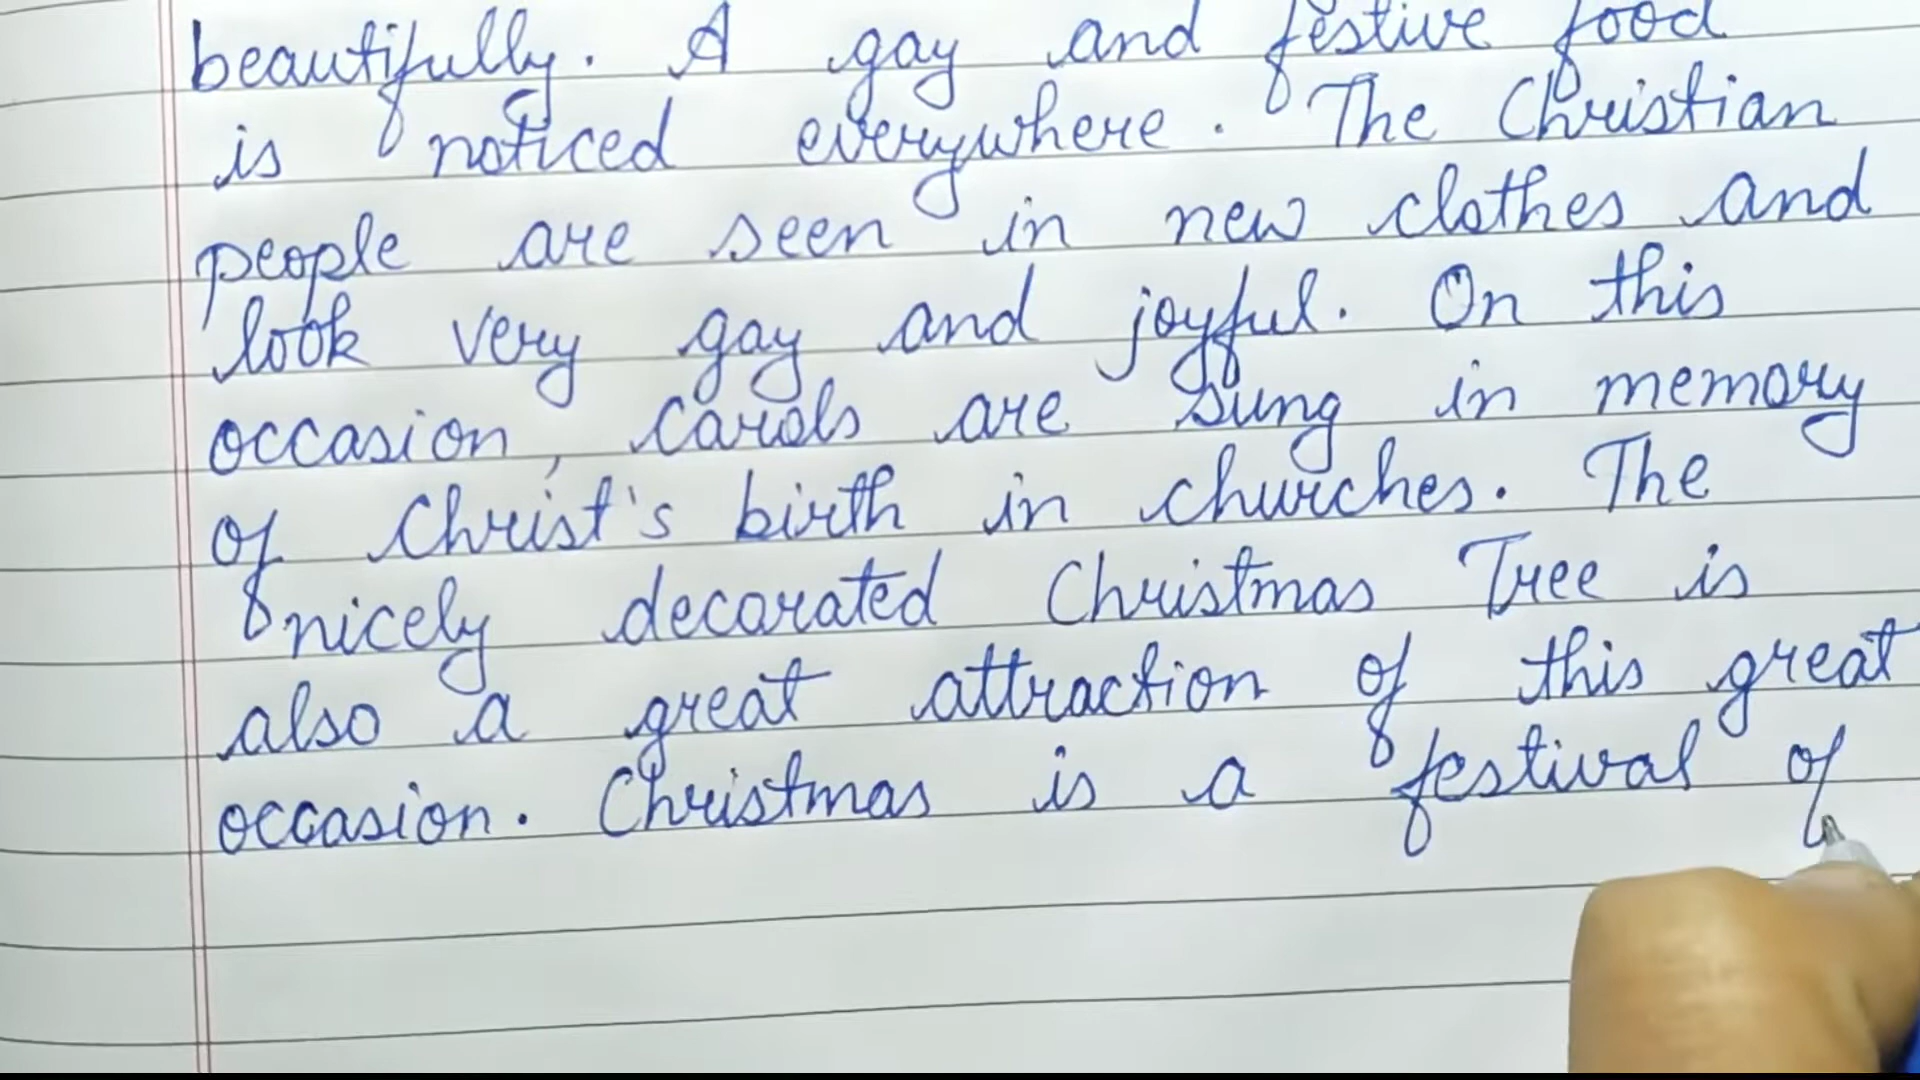 beautifully. A gay and festive food
is noticed everywhere. The Christian
people are seen in new clothes and
look very gay and joyful. On this
occasion, carols are sung in memory
of Christ's birth in churches. The
nicely decorated Christmas Tree is
also a great attraction of this great
occasion. Christmas is a festival of